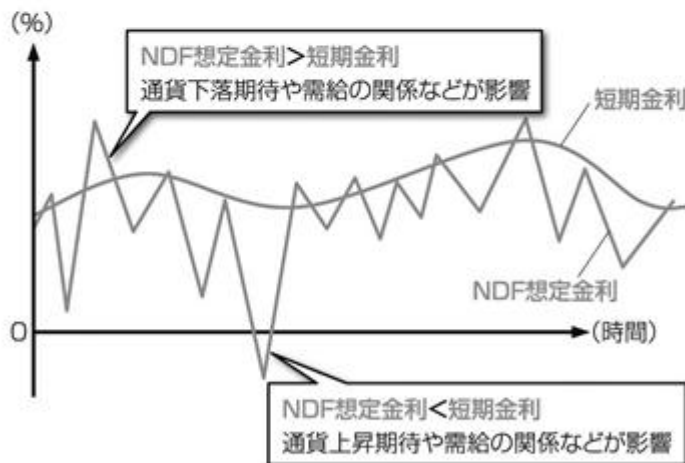 (%)
NDF想定金利＞短期金利
通貨下落期待や需給の関係などが影響
短期金利
NDF想定金利
0
(時間)
NDF想定金利＜短期金利
通貨上昇期待や需給の関係などが影響